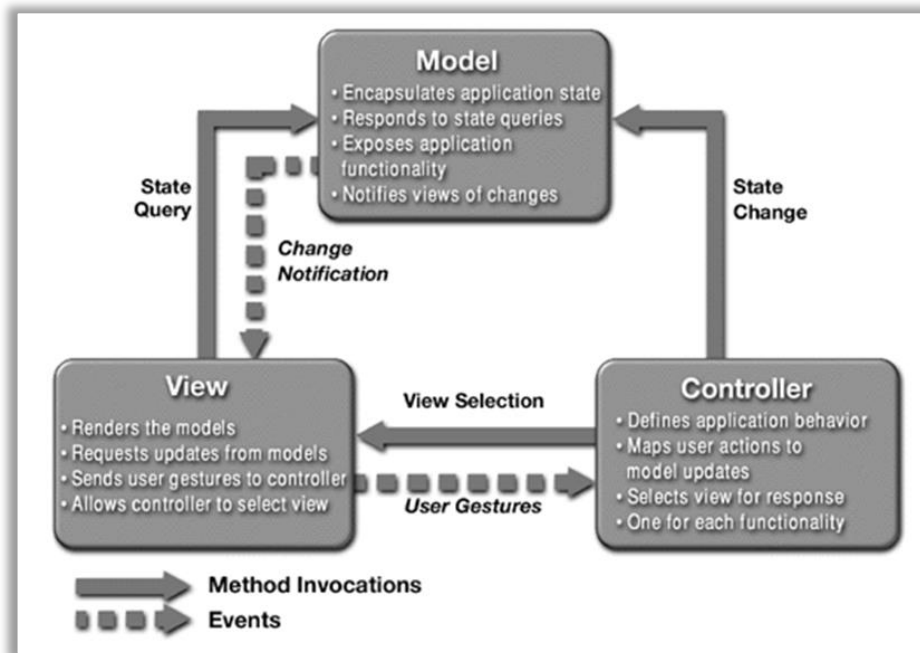 Model
• Encapsulates application state
• Responds to state queries
• Exposes application
functionality
• Notifies views of changes
State
Query
Change
Notification
State
Change
View
• Renders the models
• Requests updates from models
• Sends user gestures to controller
• Allows controller to select view
View Selection
User Gestures
Controller
• Defines application behavior
• Maps user actions to
model updates
• Selects view for response
• One for each functionality
Method Invocations
Events